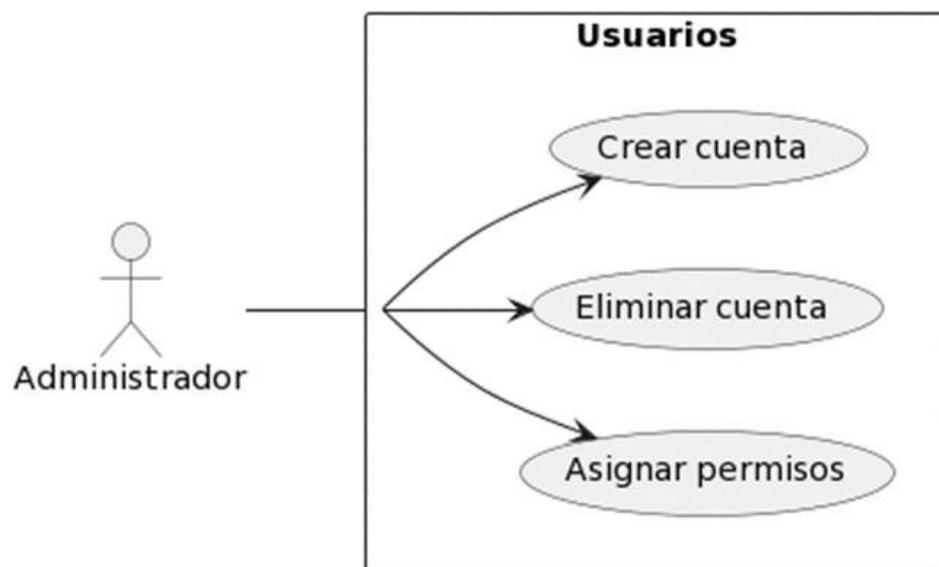 Usuarios
Crear cuenta
Eliminar cuenta
Administrador
Asignar permisos